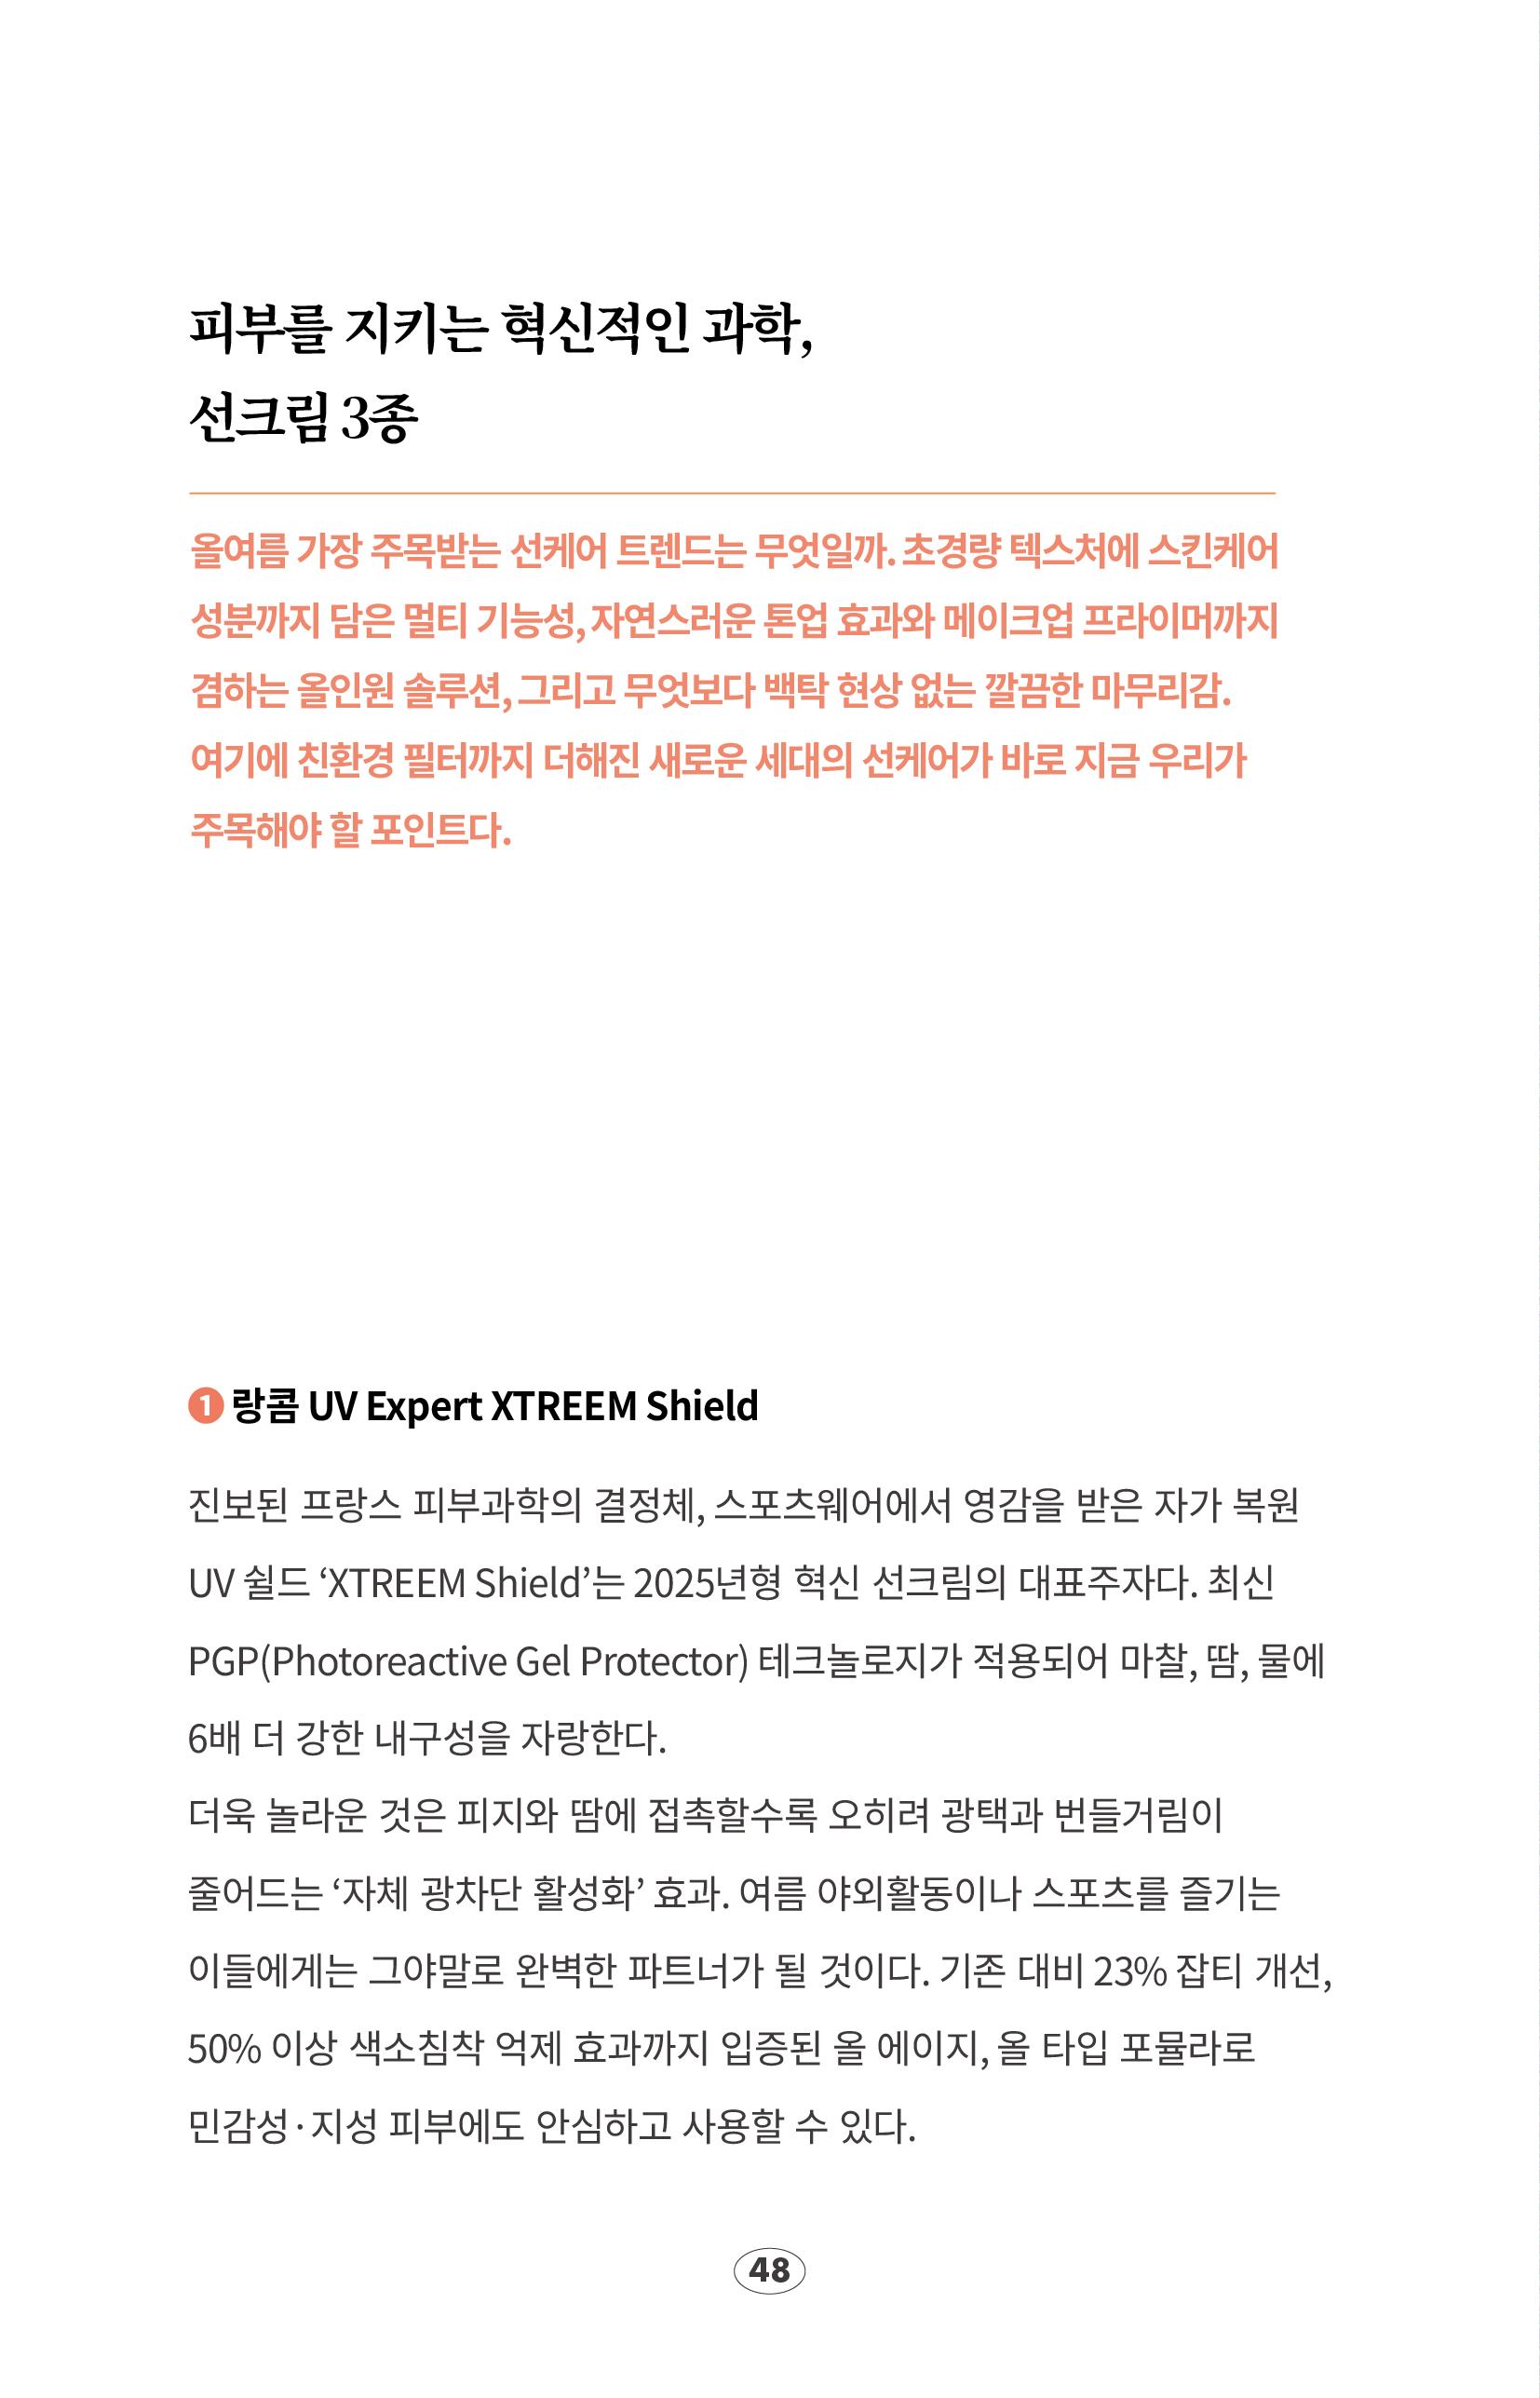 피부를 지키는 혁신적인 과학,
선크림 3종
올여름 가장 주목받는 선케어 트렌드는 무엇일까. 초경량 텍스처에 스킨케어
성분까지 담은 멀티 기능성, 자연스러운 톤업 효과와 메이크업 프라이머까지
겸하는 올인원 솔루션, 그리고 무엇보다 백탁 현상 없는 깔끔한 마무리감.
여기에 친환경 필터까지 더해진 새로운 세대의 선케어가 바로 지금 우리가
주목해야 할 포인트다.
❶ 랑콤 UV Expert XTREEM Shield
진보된 프랑스 피부과학의 결정체, 스포츠웨어에서 영감을 받은 자가 복원
UV 쉴드 ‘XTREEM Shield’는 2025년형 혁신 선크림의 대표주자다. 최신
PGP(Photoreactive Gel Protector) 테크놀로지가 적용되어 마찰, 땀, 물에
6배 더 강한 내구성을 자랑한다.
더욱 놀라운 것은 피지와 땀에 접촉할수록 오히려 광택과 번들거림이
줄어드는 ‘자체 광차단 활성화’ 효과. 여름 야외활동이나 스포츠를 즐기는
이들에게는 그야말로 완벽한 파트너가 될 것이다. 기존 대비 23% 잡티 개선,
50% 이상 색소침착 억제 효과까지 입증된 올 에이지, 올 타입 포뮬라로
민감성·지성 피부에도 안심하고 사용할 수 있다.
48